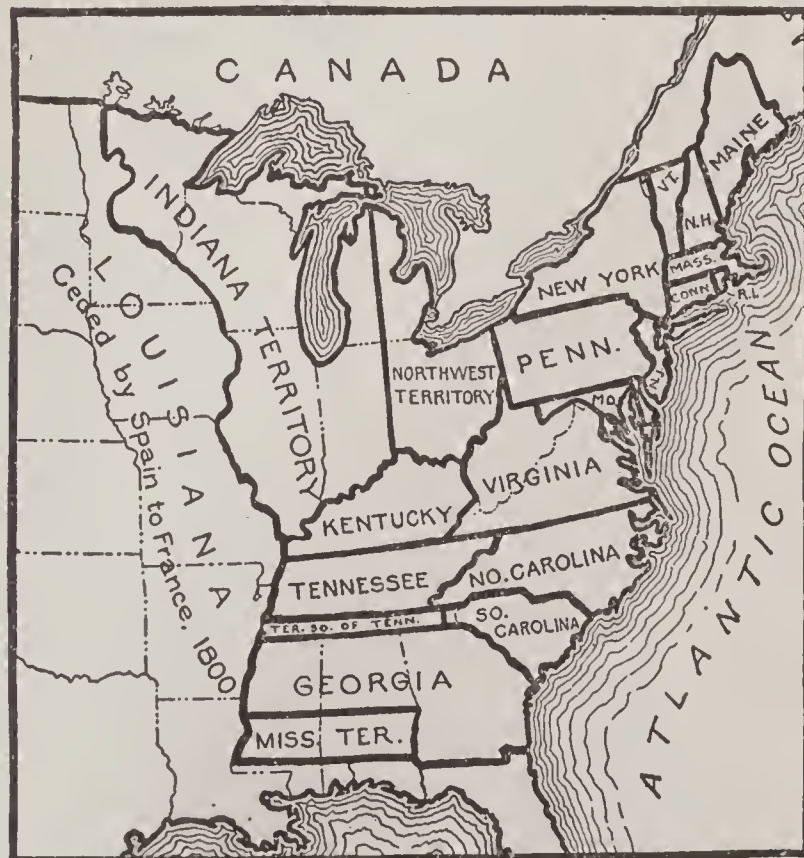 CANADA
MAINE
VT.
N.H.
MASS.
CONN.
R.I.
NEW YORK
PENN.
N.J.
MD.
INDIANA TERRITORY
NORTHWEST
TERRITORY
LOUISIANA
Ceded by Spain to France, 1800
VIRGINIA
KENTUCKY
TENNESSEE
NO. CAROLINA
TER. SO. OF TENN.
SO.
CAROLINA
GEORGIA
MISS. TER.
ATLANTIC OCEAN